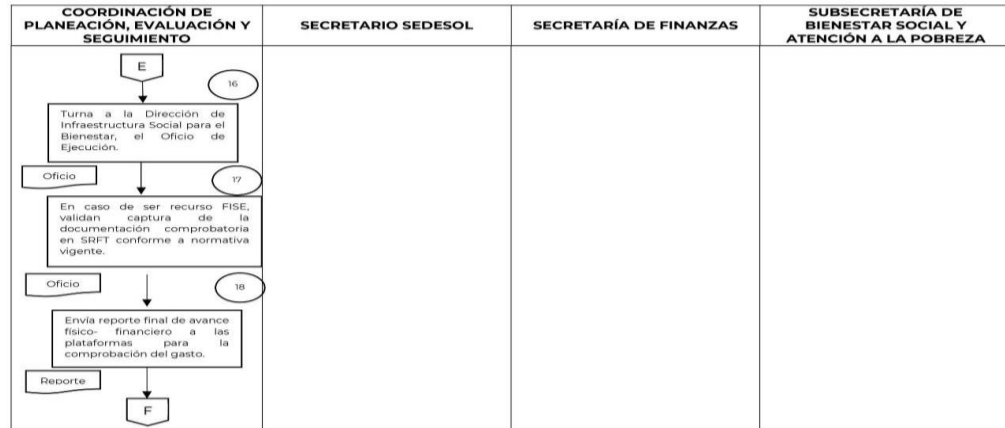 COORDINACIÓN DE
PLANEACIÓN, EVALUACIÓN Y
SEGUIMIENTO
SECRETARIO SEDESOL
SECRETARÍA DE FINANZAS
SUBSECRETARÍA DE
BIENESTAR SOCIAL Y
ATENCIÓN A LA POBREZA
E
16
Turna a la Dirección de
Infraestructura Social para el
Bienestar, el Oficio de
Ejecución.
Oficio
17
En caso de ser recurso FISE,
validan captura de la
documentación comprobatoria
en SRFT conforme a normativa
vigente.
Oficio
18
Envía reporte final de avance
físico- financiero a las
plataformas para la
comprobación del gasto.
Reporte
F